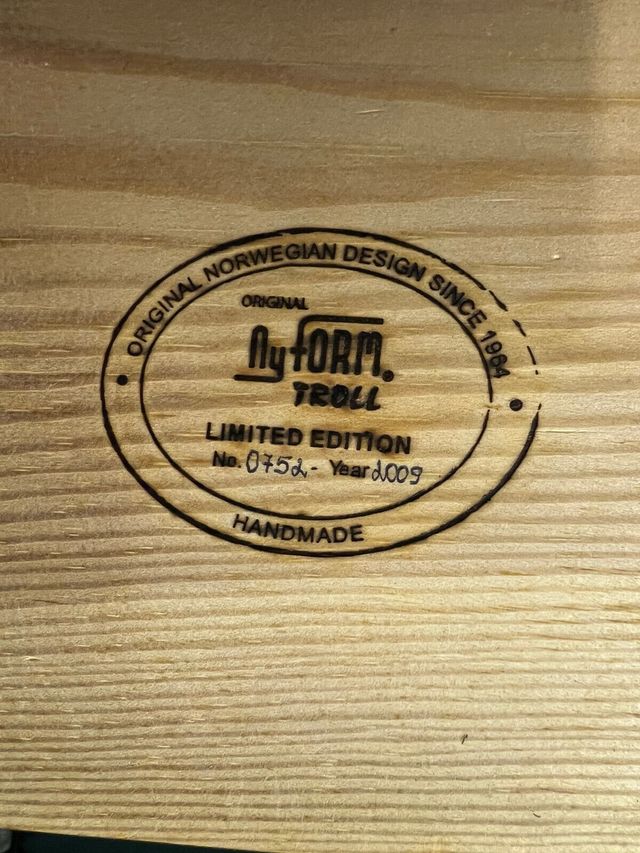 ORIGINAL NORWEGIAN DESIGN SINCE 1964
ORIGINAL
NyFORM.
TROLL
LIMITED EDITION
No. 0752 - Year 2009
HANDMADE